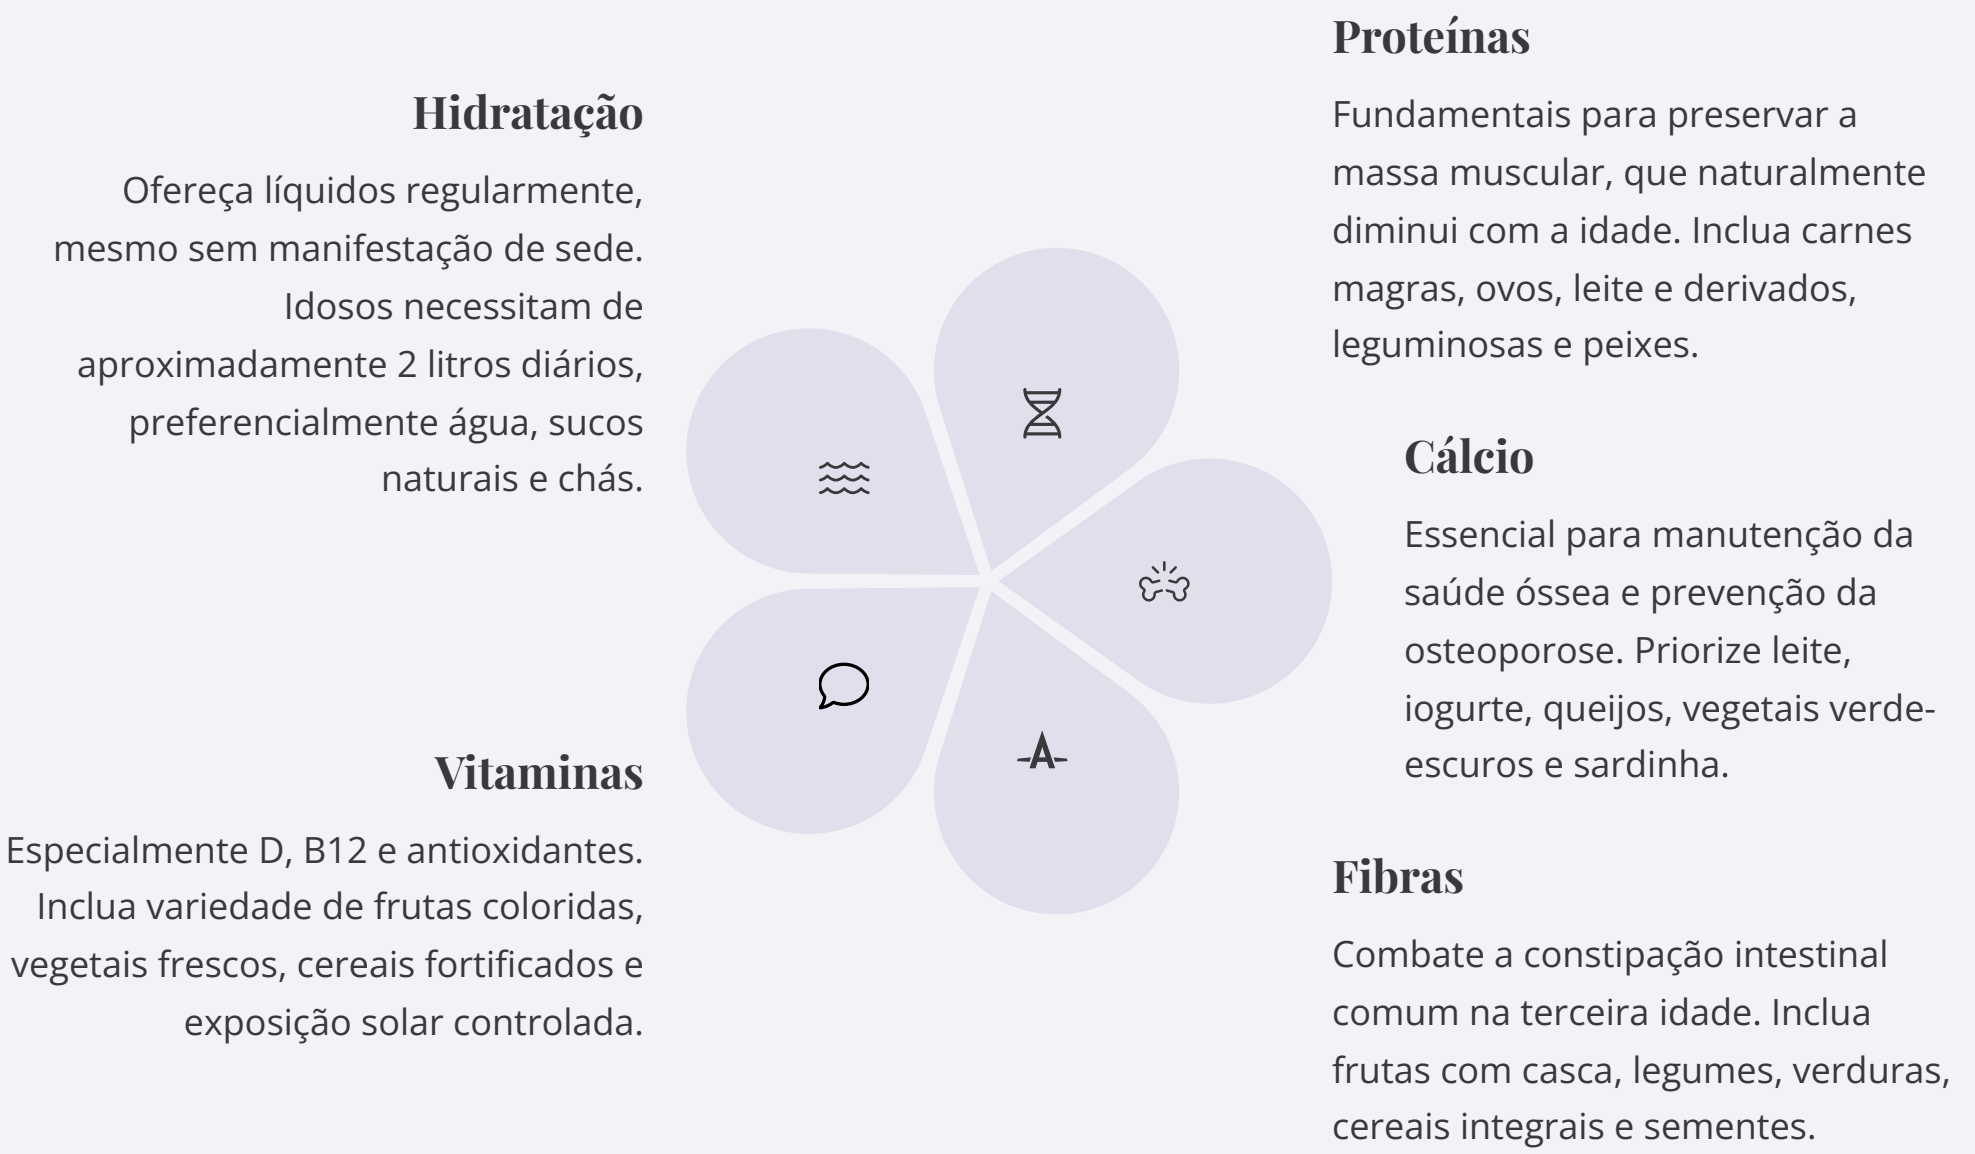 Proteínas
Fundamentais para preservar a
massa muscular, que naturalmente
diminui com a idade. Inclua carnes
magras, ovos, leite e derivados,
leguminosas e peixes.
Cálcio
Essencial para manutenção da
saúde óssea e prevenção da
osteoporose. Priorize leite,
iogurte, queijos, vegetais verde-
escuros e sardinha.
Fibras
Combate a constipação intestinal
comum na terceira idade. Inclua
frutas com casca, legumes, verduras,
cereais integrais e sementes.
Vitaminas
Especialmente D, B12 e antioxidantes.
Inclua variedade de frutas coloridas,
vegetais frescos, cereais fortificados e
exposição solar controlada.
Hidratação
Ofereça líquidos regularmente,
mesmo sem manifestação de sede.
Idosos necessitam de
aproximadamente 2 litros diários,
preferencialmente água, sucos
naturais e chás.